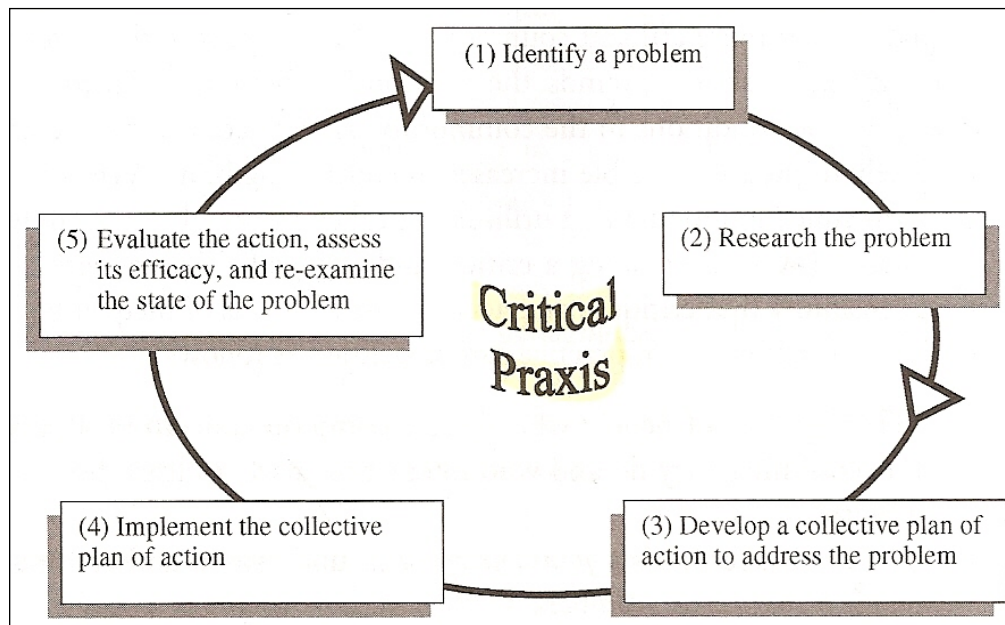 (1) Identify a problem
(2) Research the problem
(3) Develop a collective plan of
action to address the problem
(4) Implement the collective
plan of action
(5) Evaluate the action, assess
its efficacy, and re-examine
the state of the problem
Critical
Praxis